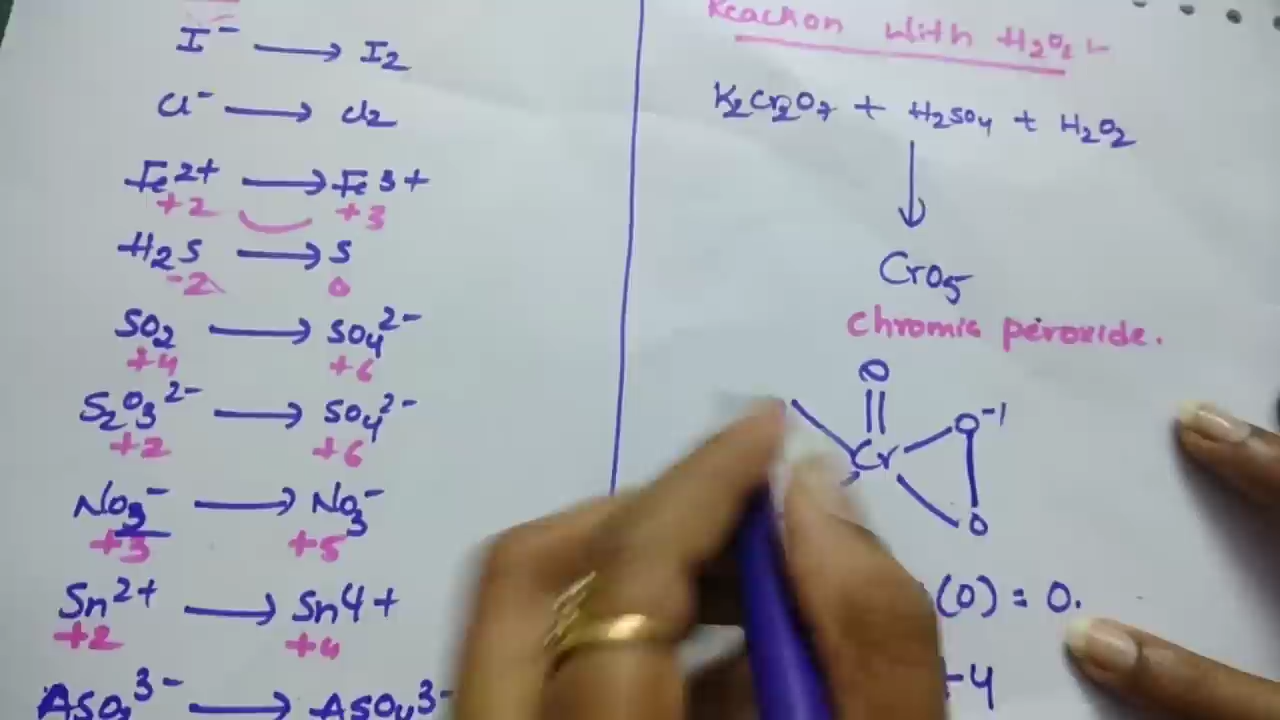 I⁻ → I₂
Cl⁻ → Cl₂
Fe²⁺ → Fe³⁺
+2 +3
H₂S → S
-2 0
SO₂ → SO₄²⁻
+4 +6
S₂O₃²⁻ → SO₄²⁻
+2 +6
NO₃⁻ → NO₃⁻
+3 +5
Sn²⁺ → Sn4+
+2 +4
AsO₃³⁻ → AsO₄³⁻
Reaction with H₂O₂ :-
K₂Cr₂O₇ + H₂SO₄ + H₂O₂
↓
CrO₅
Chromic peroxide.
O
Cr O⁻¹
O
(0) = 0.
-4